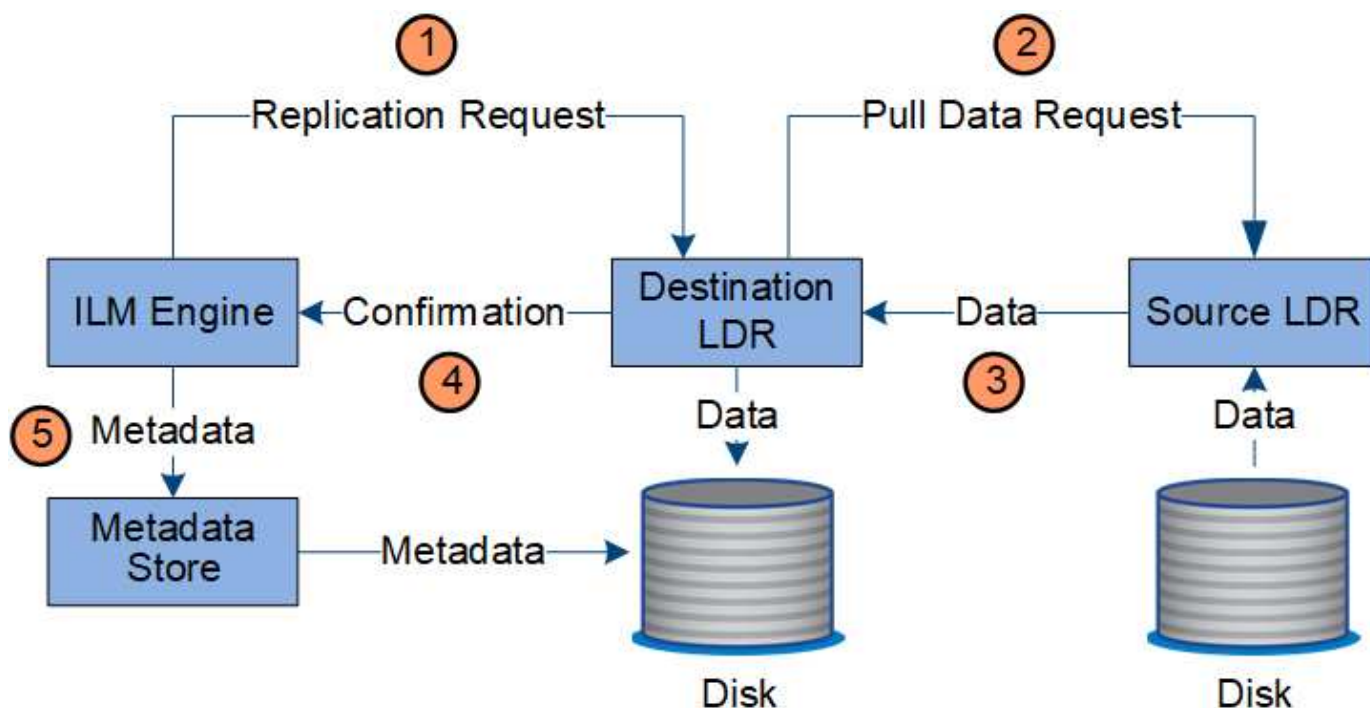 1
2
Replication Request
Pull Data Request
ILM Engine
Confirmation
Destination
LDR
Data
Source LDR
4
3
5
Metadata
Data
Data
Metadata
Store
Metadata
Disk
Disk